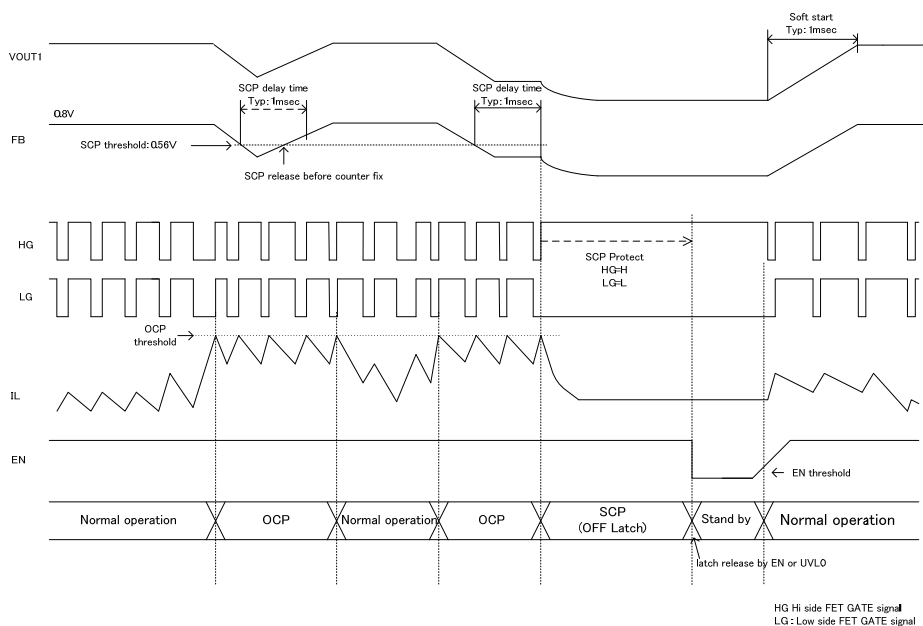 Soft start
Typ: 1msec
VOUT1
SCP delay time
Typ: 1msec
SCP delay time
Typ: 1msec
0.8V
FB
SCP threshold:0.56V
SCP release before counter fix
HG
SCP Protect
HG=H
LG=L
LG
OCP
threshold
IL
EN
EN threshold
Normal operation
OCP
Normal operation
OCP
SCP
(OFF Latch)
Stand by
Normal operation
latch release by EN or UVLO
HG Hi side FET GATE signal
LG : Low side FET GATE signal